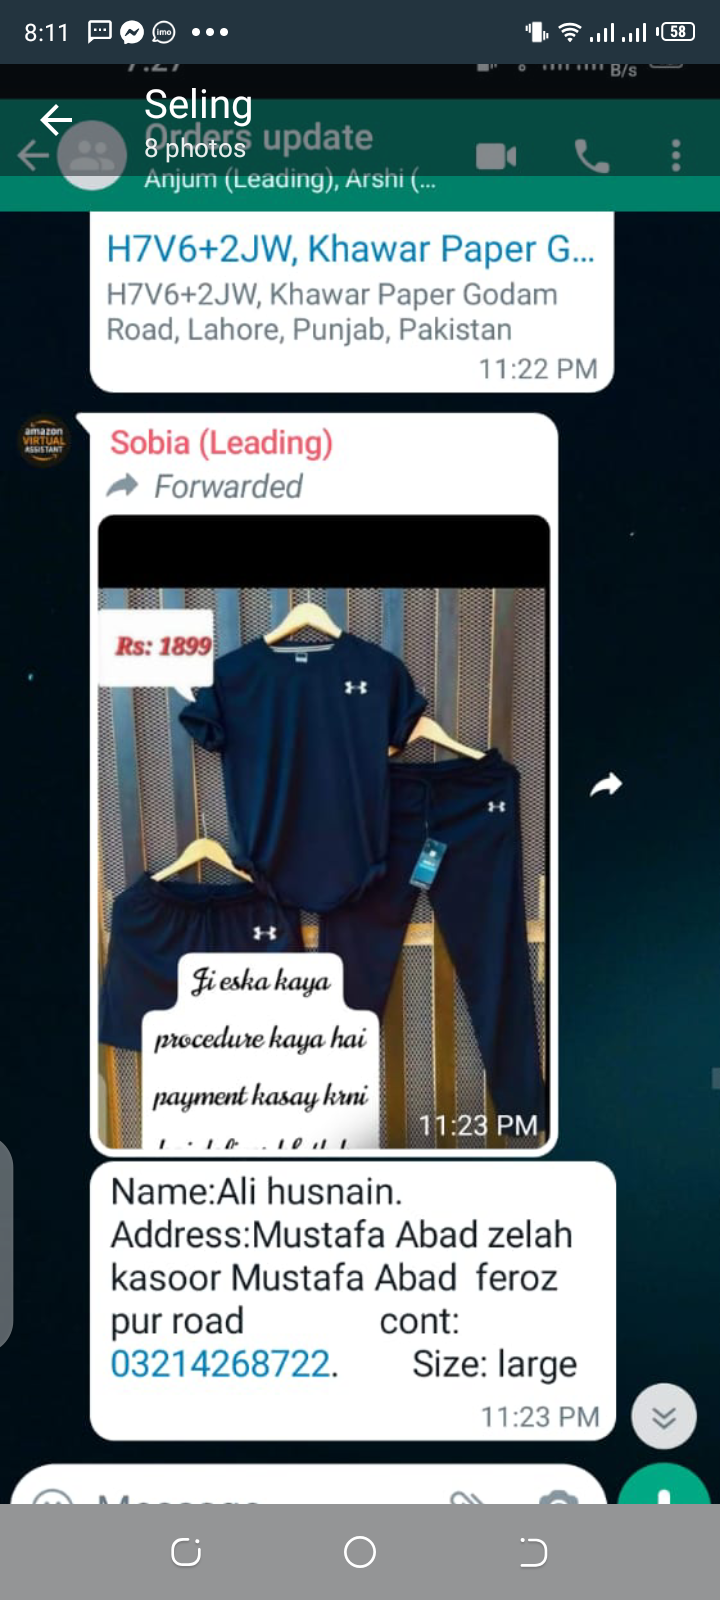 8:11
imo
58
7:27
B/s
Seling
Orders update
8 photos
Anjum (Leading), Arshi (...
H7V6+2JW, Khawar Paper G...
H7V6+2JW, Khawar Paper Godam
Road, Lahore, Punjab, Pakistan
11:22 PM
amazon
VIRTUAL
ASSISTANT
Sobia (Leading)
Forwarded
Rs: 1899
Ji eska kaya
procedure kaya hai
payment kasay krni
11:23 PM
Name:Ali husnain.
Address:Mustafa Abad zelah
kasoor Mustafa Abad feroz
pur road cont:
03214268722. Size: large
11:23 PM
Message